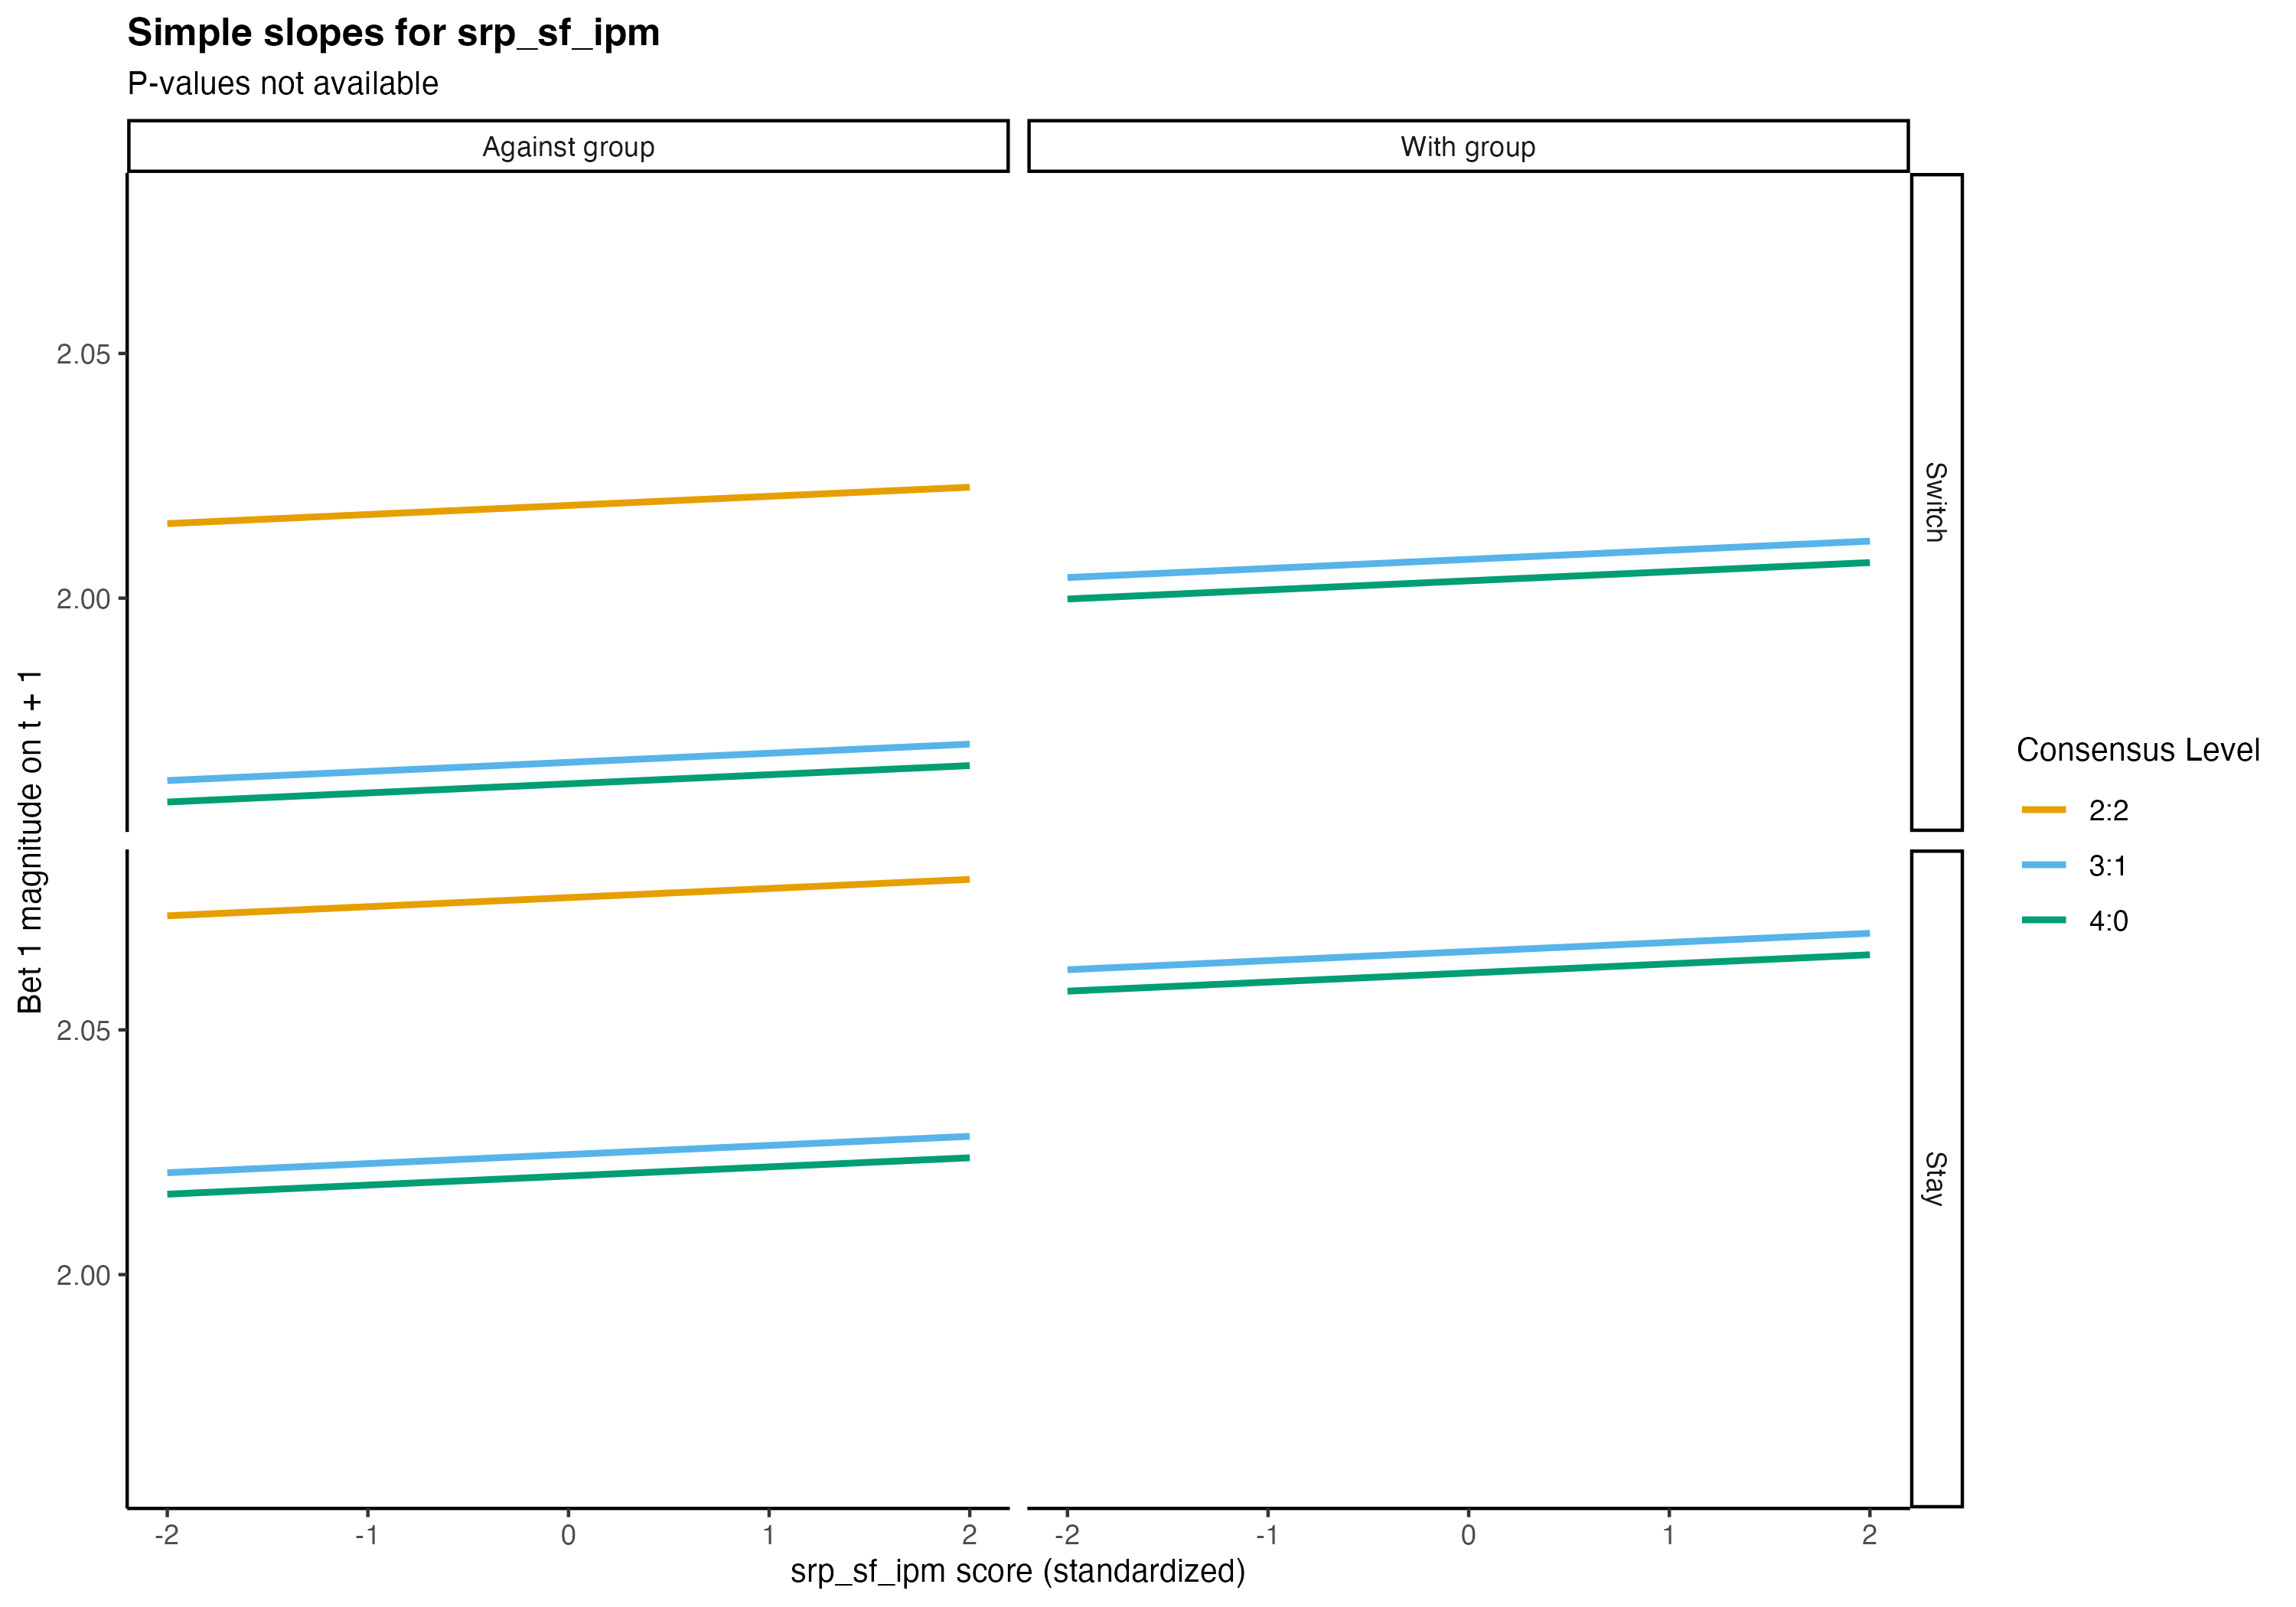 Simple slopes for srp_sf_ipm
P-values not available
Against group
With group
Switch
Stay
2.05
2.00
2.05
2.00
Bet 1 magnitude on t + 1
-2
-1
0
1
2
-2
-1
0
1
2
srp_sf_ipm score (standardized)
Consensus Level
2:2
3:1
4:0